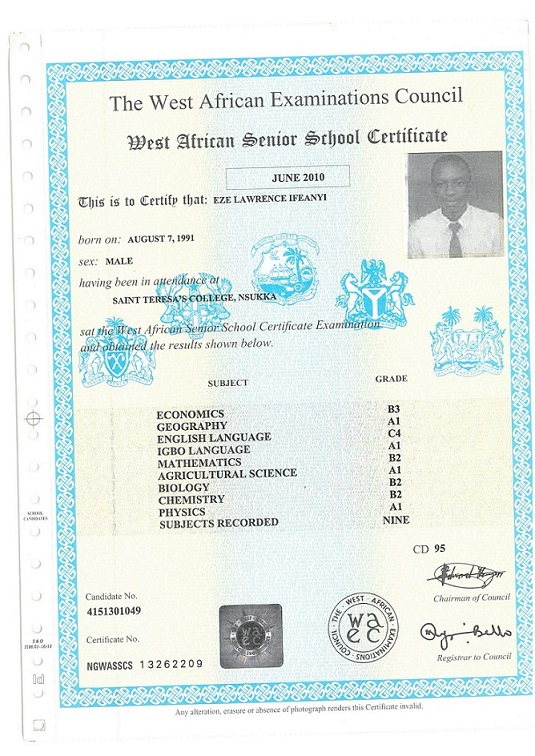 The West African Examinations Council
West African Senior School Certificate
JUNE 2010
This is to Certify that: EZE LAWRENCE IFEANYI
born on: AUGUST 7, 1991
sex: MALE
having been in attendance at
SAINT TERESA'S COLLEGE, NSUKKA
sat the West African Senior School Certificate Examination
and obtained the results shown below.
SUBJECT GRADE
ECONOMICS B3
GEOGRAPHY A1
ENGLISH LANGUAGE C4
IGBO LANGUAGE A1
MATHEMATICS B2
AGRICULTURAL SCIENCE A1
BIOLOGY B2
CHEMISTRY B2
PHYSICS A1
SUBJECTS RECORDED NINE
SCHOOL
CANDIDATES
CD 95
Chairman of Council
Candidate No.
4151301049
Certificate No.
NGWASSCS 13262209
THE WEST AFRICAN EXAMINATIONS COUNCIL
wa
ec
Registrar to Council
Any alteration, erasure or absence of photograph renders this Certificate invalid.